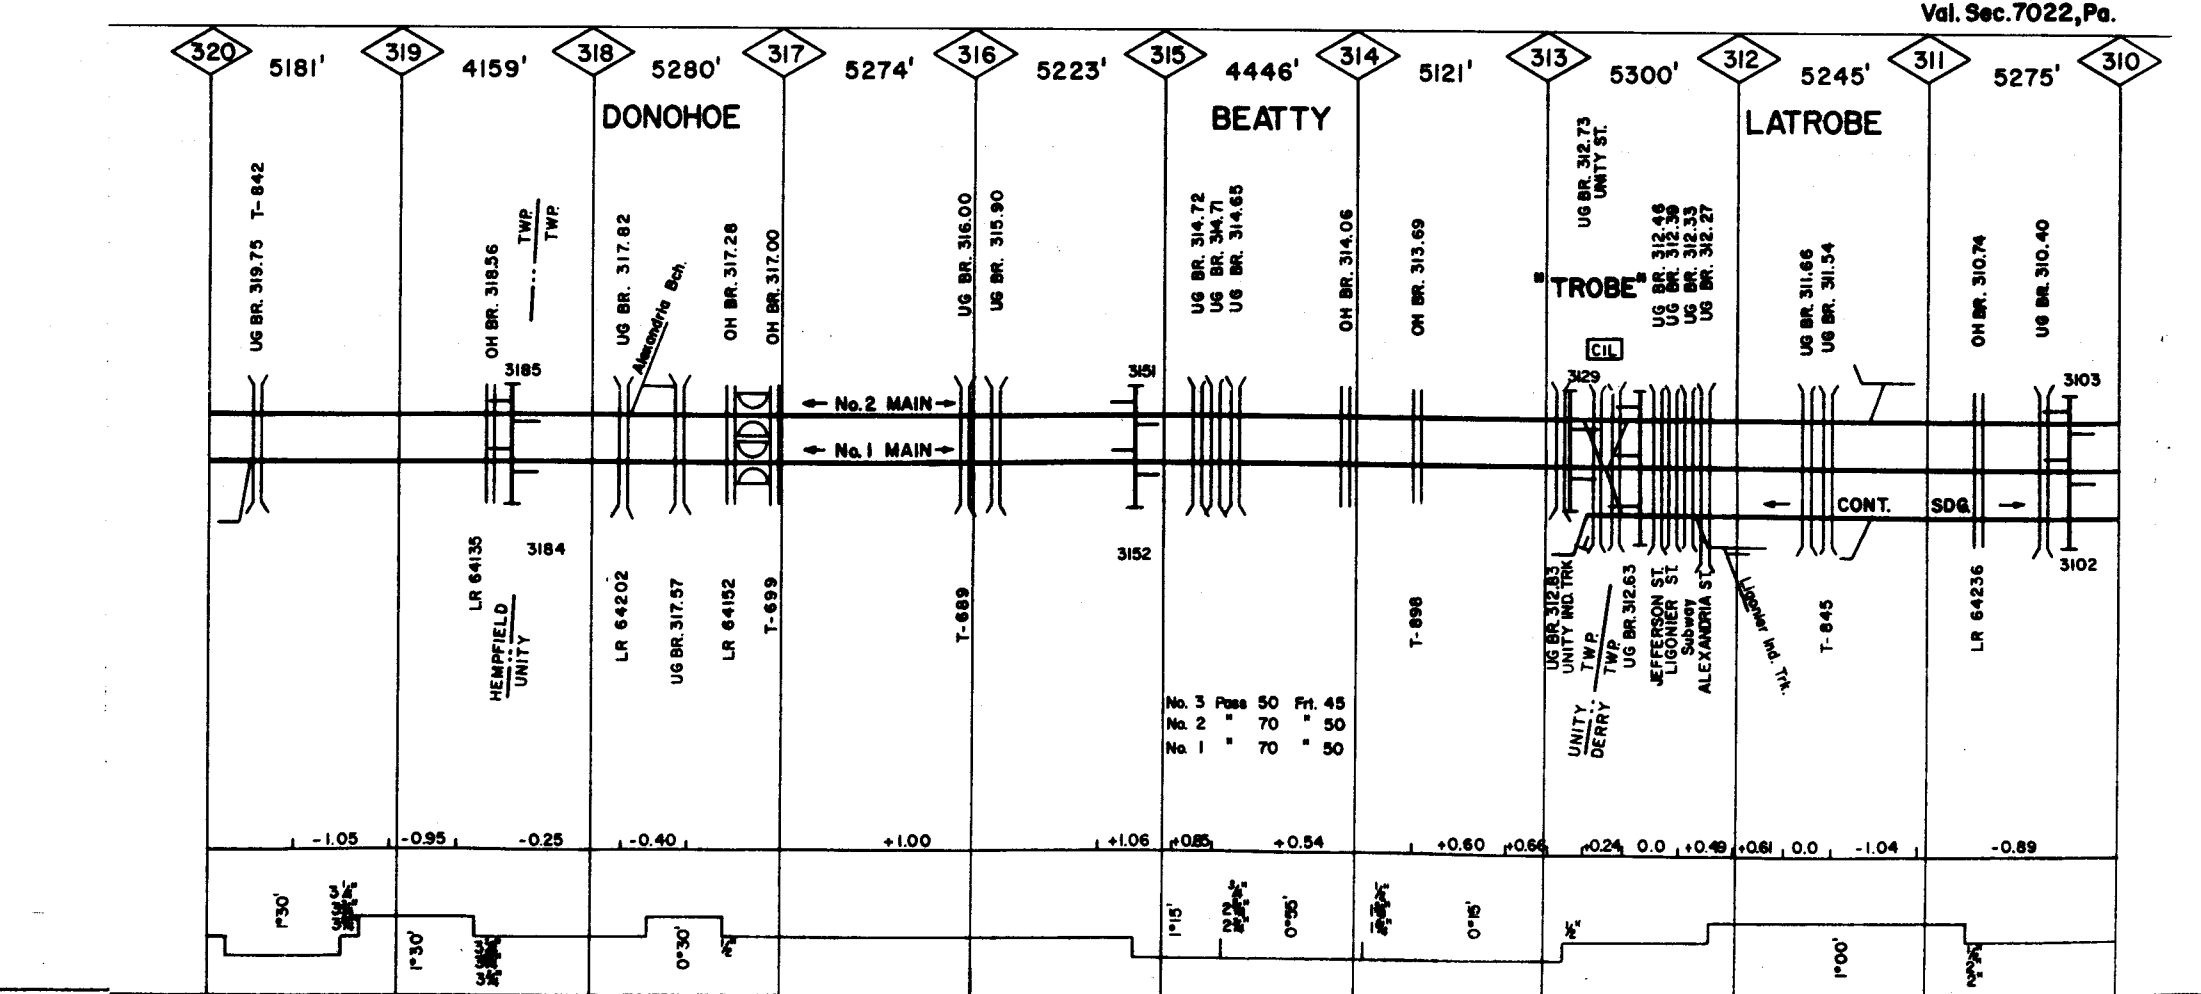 Val. Sec. 7022, Pa.
320 5181' 319 4159' 318 5280' 317 5274' 316 5223' 315 4446' 314 5121' 313 5300' 312 5245' 311 5275' 310
DONOHOE BEATTY LATROBE
UG BR. 319.75 T-842
OH BR. 318.56
TWP.
TWP.
UG BR. 317.82
Alexandria Bch.
OH BR. 317.28
OH BR. 317.00
UG BR. 316.00
UG BR. 315.90
UG BR. 314.72
UG BR. 314.71
UG BR. 314.65
OH BR. 314.06
OH BR. 313.69
UG BR. 312.73
UNITY ST.
"TROBE"
CIL
UG BR. 312.46
UG BR. 312.39
UG BR. 312.33
UG BR. 312.27
UG BR. 311.66
UG BR. 311.54
OH BR. 310.74
UG BR. 310.40
3185 3151 3129 3103
No. 2 MAIN
No. 1 MAIN
CONT. SDG.
3184 3152 3102
LR 64135
HEMPFIELD
UNITY
LR 64202
UG BR. 317.57
LR 64152
T-699
T-689
T-898
UG BR. 312.83
UNITY IND. TRK
UNITY TWP.
DERRY TWP.
UG BR. 312.63
JEFFERSON ST.
LIGONIER ST.
Subway
ALEXANDRIA ST.
Ligonier Ind. Trk.
T-845
LR 64236
No. 3 Pass 50 Frt. 45
No. 2 " 70 " 50
No. 1 " 70 " 50
-1.05 -0.95 -0.25 -0.40 +1.00 +1.06 +0.85 +0.54 +0.60 +0.66 +0.24 0.0 +0.49 +0.61 0.0 -1.04 -0.89
1°30' 1°30' 0°30' 1°15' 0°55' 0°15' 1°00'